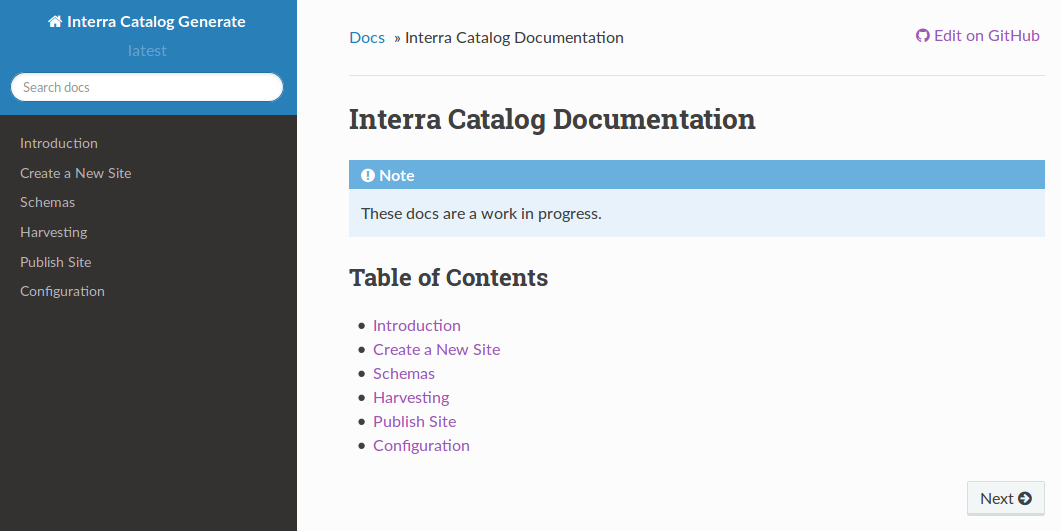 Interra Catalog Generate
latest
Search docs
Introduction
Create a New Site
Schemas
Harvesting
Publish Site
Configuration
Docs » Interra Catalog Documentation
Edit on GitHub
Interra Catalog Documentation
Note
These docs are a work in progress.
Table of Contents
Introduction
Create a New Site
Schemas
Harvesting
Publish Site
Configuration
Next